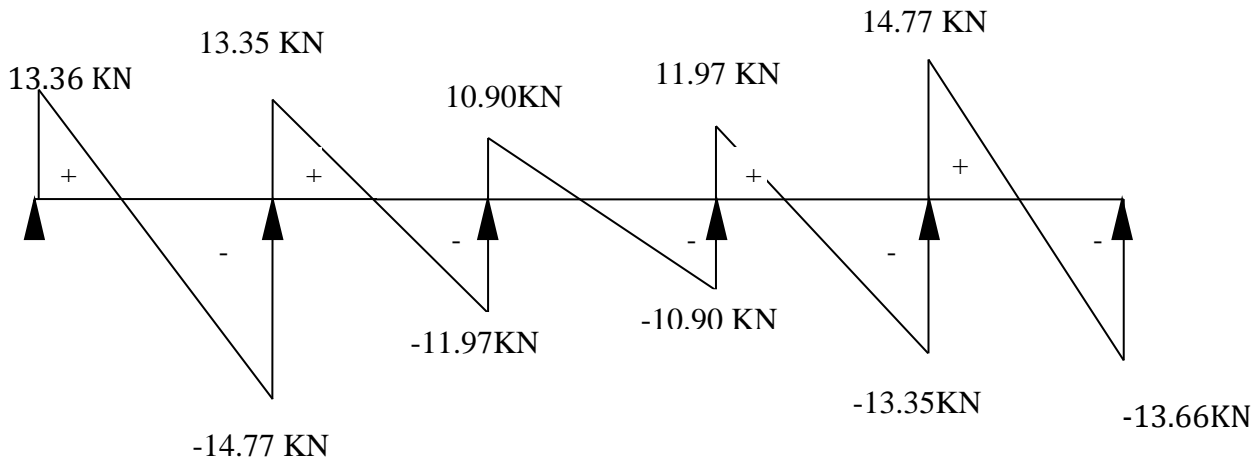 14.77 KN
13.35 KN
11.97 KN
13.36 KN
10.90KN
+
+
+
+
-
-
-
-
-
-10.90 KN
-11.97KN
-13.35KN
-13.66KN
-14.77 KN